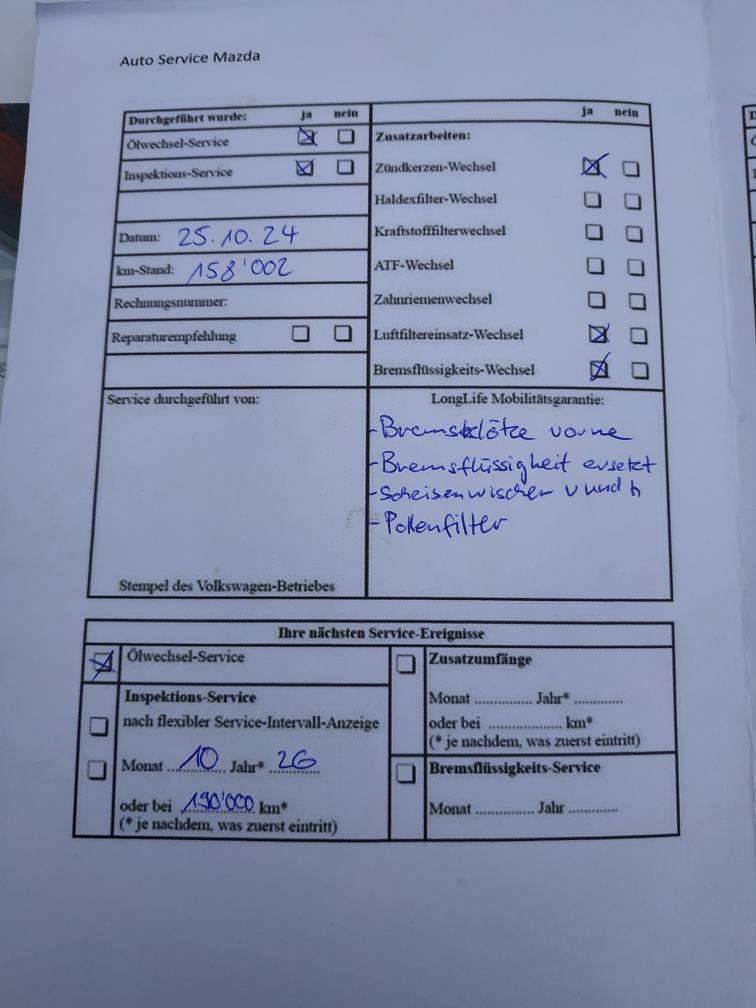 Auto Service Mazda
Durchgeführt wurde: ja nein
Ölwechsel-Service
Inspektions-Service
Datum: 25.10.24
km-Stand: 158'002
Rechnungsnummer:
Reparaturempfehlung
ja nein
Zusatzarbeiten:
Zündkerzen-Wechsel
Haldexfilter-Wechsel
Kraftstofffilterwechsel
ATF-Wechsel
Zahnriemenwechsel
Luftfiltereinsatz-Wechsel
Bremsflüssigkeits-Wechsel
Service durchgeführt von:
Stempel des Volkswagen-Betriebes
LongLife Mobilitätsgarantie:
-Bremsklötze vorne
-Bremsflüssigkeit ersetzt
-Scheisenwischer v und h
-Pollenfilter
Ihre nächsten Service-Ereignisse
Ölwechsel-Service
Inspektions-Service
nach flexibler Service-Intervall-Anzeige
Monat 10 Jahr* 26
oder bei 190'000 km*
(* je nachdem, was zuerst eintritt)
Zusatzumfänge
Monat .............. Jahr* ............
oder bei .................. km*
(* je nachdem, was zuerst eintritt)
Bremsflüssigkeits-Service
Monat .............. Jahr ............